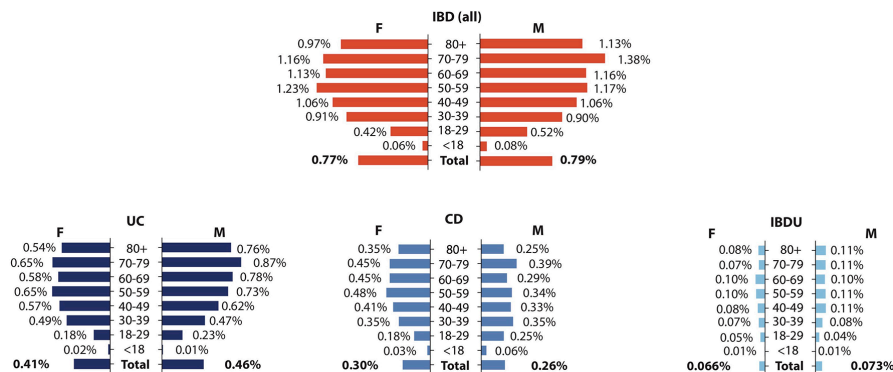 IBD (all)
F M
0.97% 80+ 1.13%
1.16% 70-79 1.38%
1.13% 60-69 1.16%
1.23% 50-59 1.17%
1.06% 40-49 1.06%
0.91% 30-39 0.90%
0.42% 18-29 0.52%
0.06% <18 0.08%
0.77% Total 0.79%
UC
F M
0.54% 80+ 0.76%
0.65% 70-79 0.87%
0.58% 60-69 0.78%
0.65% 50-59 0.73%
0.57% 40-49 0.62%
0.49% 30-39 0.47%
0.18% 18-29 0.23%
0.02% <18 0.01%
0.41% Total 0.46%
CD
F M
0.35% 80+ 0.25%
0.45% 70-79 0.39%
0.45% 60-69 0.29%
0.48% 50-59 0.34%
0.41% 40-49 0.33%
0.35% 30-39 0.35%
0.18% 18-29 0.25%
0.03% <18 0.06%
0.30% Total 0.26%
IBDU
F M
0.08% 80+ 0.11%
0.07% 70-79 0.11%
0.10% 60-69 0.10%
0.10% 50-59 0.11%
0.08% 40-49 0.11%
0.07% 30-39 0.08%
0.05% 18-29 0.04%
0.01% <18 0.01%
0.066% Total 0.073%